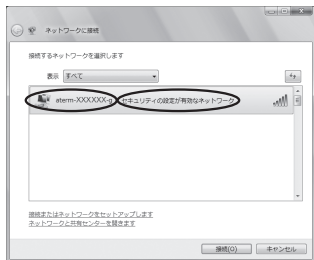 ネットワークに接続
接続するネットワークを選択します
表示 すべて
aterm-XXXXXX-g セキュリティの設定が有効なネットワーク
接続またはネットワークをセットアップします
ネットワークと共有センターを開きます
接続(O) キャンセル